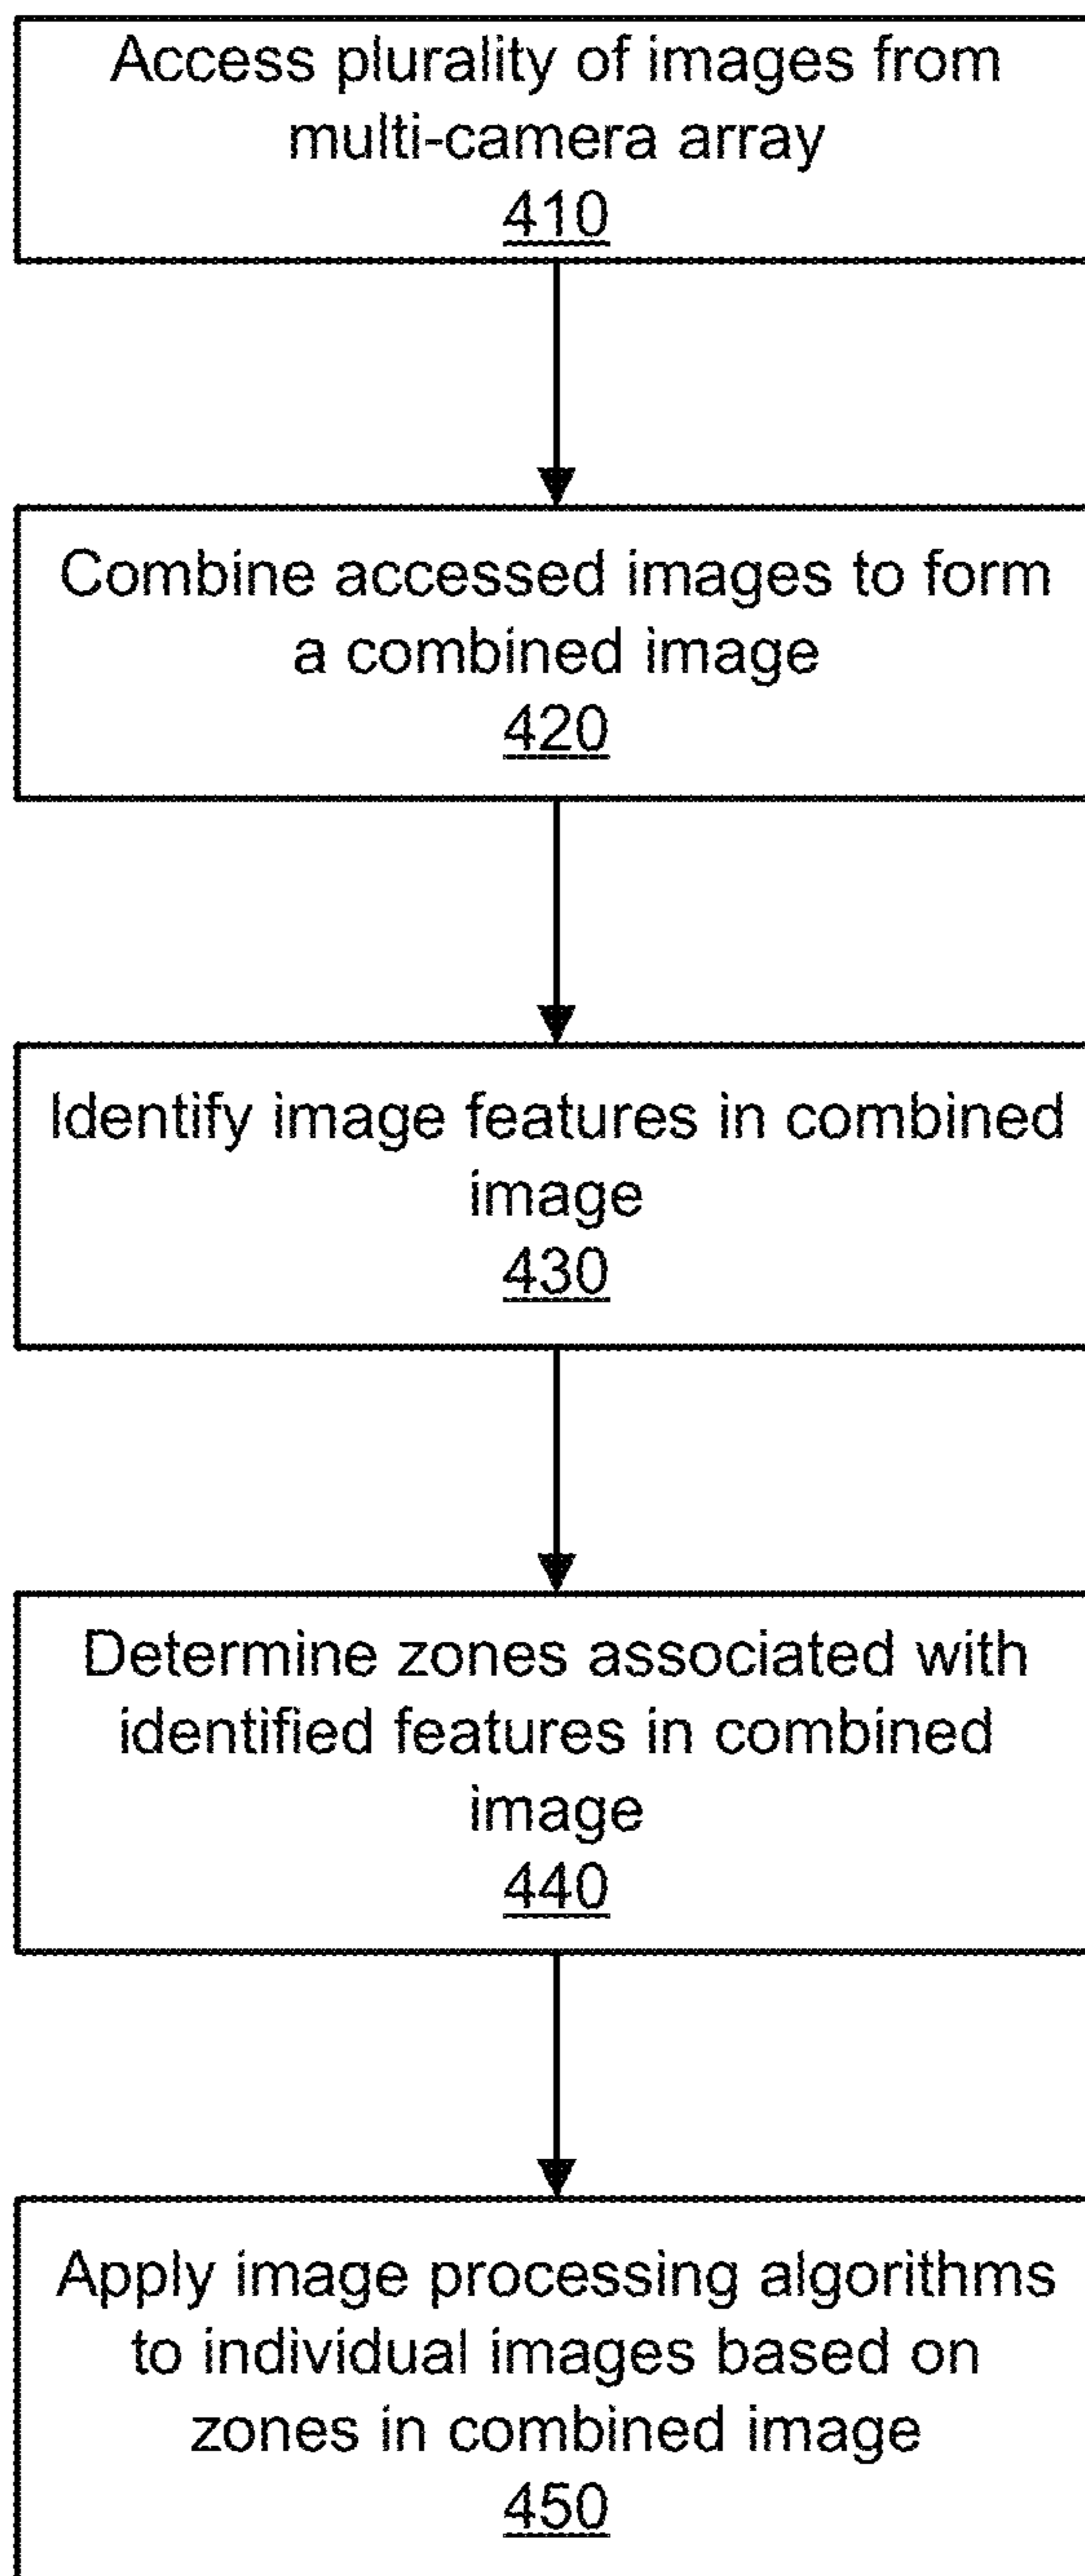 Access plurality of images from
multi-camera array
410
Combine accessed images to form
a combined image
420
Identify image features in combined
image
430
Determine zones associated with
identified features in combined
image
440
Apply image processing algorithms
to individual images based on
zones in combined image
450